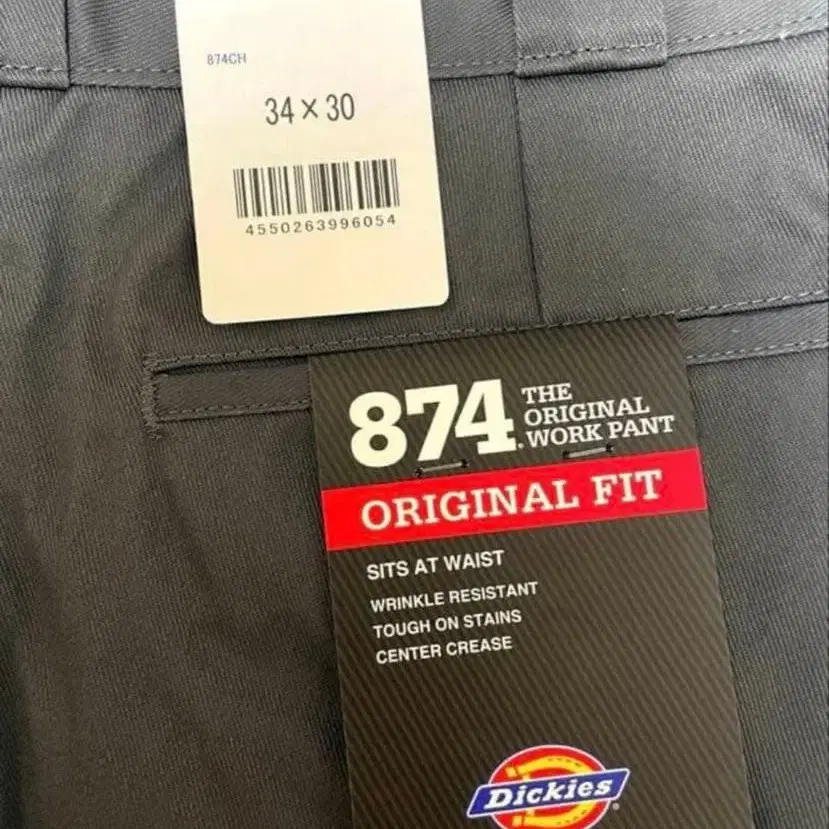 874CH
34×30
4550263996054
874 THE
ORIGINAL
WORK PANT
ORIGINAL FIT
SITS AT WAIST
WRINKLE RESISTANT
TOUGH ON STAINS
CENTER CREASE
Dickies®